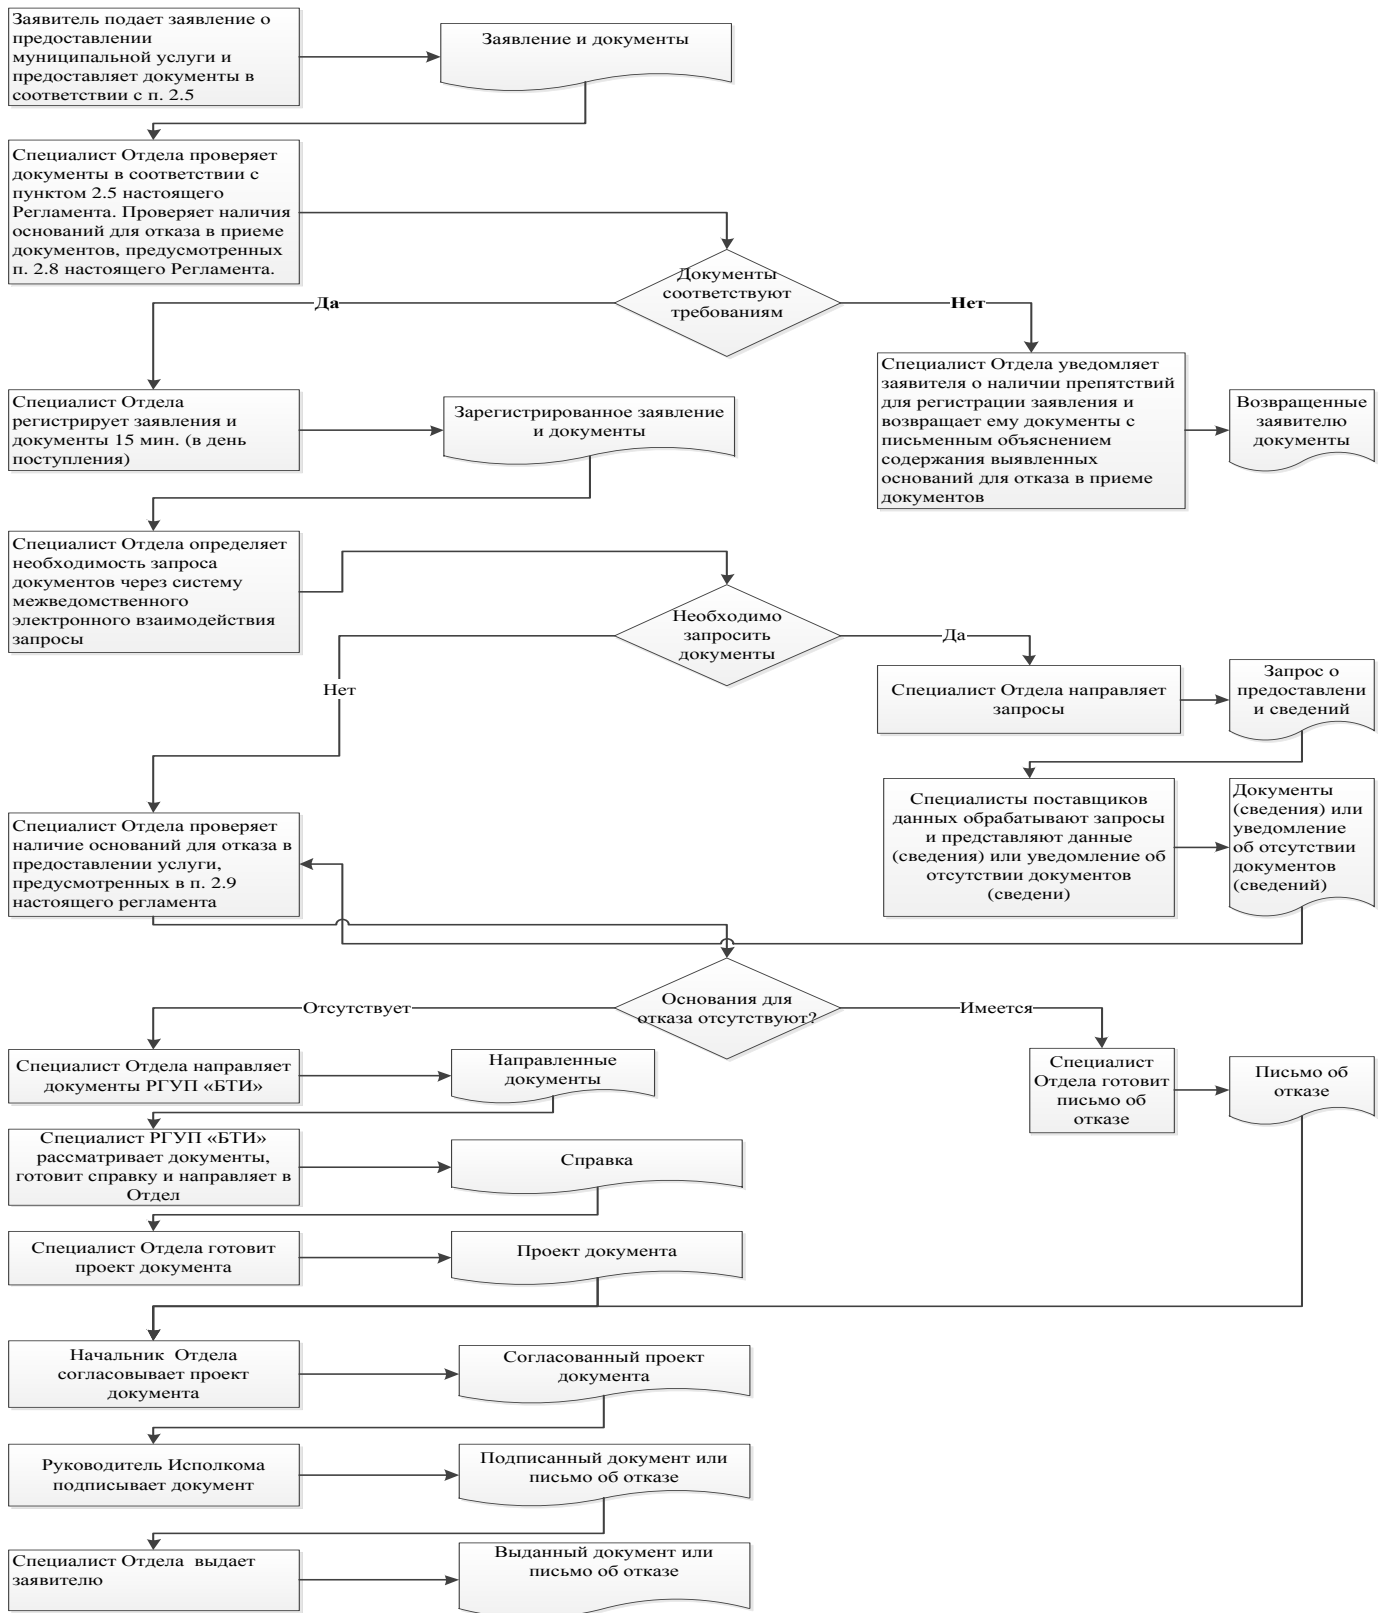 Заявитель подает заявление о
предоставлении
муниципальной услуги и
предоставляет документы в
соответствии с п. 2.5
Заявление и документы
Специалист Отдела проверяет
документы в соответствии с
пунктом 2.5 настоящего
Регламента. Проверяет наличия
оснований для отказа в приеме
документов, предусмотренных
п. 2.8 настоящего Регламента.
Документы
соответствуют
требованиям
Да
Нет
Специалист Отдела
регистрирует заявления и
документы 15 мин. (в день
поступления)
Зарегистрированное заявление
и документы
Специалист Отдела уведомляет
заявителя о наличии препятствий
для регистрации заявления и
возвращает ему документы с
письменным объяснением
содержания выявленных
оснований для отказа в приеме
документов
Возвращенные
заявителю
документы
Специалист Отдела определяет
необходимость запроса
документов через систему
межведомственного
электронного взаимодействия
запросы
Необходимо
запросить
документы
Да
Нет
Специалист Отдела направляет
запросы
Запрос о
предоставлени
и сведений
Специалисты поставщиков
данных обрабатывают запросы
и представляют данные
(сведения) или уведомление об
отсутствии документов
(сведени)
Документы
(сведения) или
уведомление
об отсутствии
документов
(сведений)
Специалист Отдела проверяет
наличие оснований для отказа в
предоставлении услуги,
предусмотренных в п. 2.9
настоящего регламента
Основания для
отказа отсутствуют?
Отсутствует
Имеется
Специалист Отдела направляет
документы РГУП «БТИ»
Направленные
документы
Специалист
Отдела готовит
письмо об
отказе
Письмо об
отказе
Специалист РГУП «БТИ»
рассматривает документы,
готовит справку и направляет в
Отдел
Справка
Специалист Отдела готовит
проект документа
Проект документа
Начальник  Отдела
согласовывает проект
документа
Согласованный проект
документа
Руководитель Исполкома
подписывает документ
Подписанный документ или
письмо об отказе
Специалист Отдела  выдает
заявителю
Выданный документ или
письмо об отказе